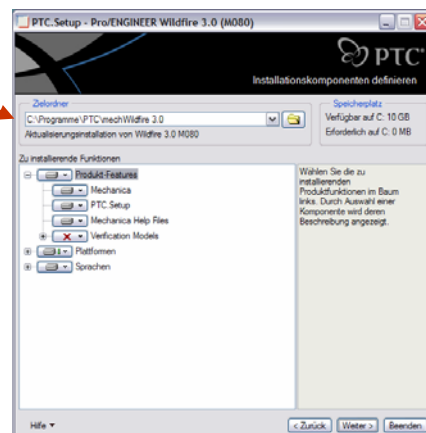 PTC.Setup - Pro/ENGINEER Wildfire 3.0 (M080)
PTC
Installationskomponenten definieren
Zielordner
C:\Programme\PTC\mechWildfire 3.0
Aktualisierungsinstallation von Wildfire 3.0 M080
Speicherplatz
Verfügbar auf C: 10 GB
Erforderlich auf C: 0 MB
Zu installierende Funktionen
Produkt-Features
Mechanica
PTC.Setup
Mechanica Help Files
Verification Models
Plattformen
Sprachen
Wählen Sie die zu
installierenden
Produktfunktionen im Baum
links. Durch Auswahl einer
Komponente wird deren
Beschreibung angezeigt.
Hilfe
< Zurück
Weiter >
Beenden